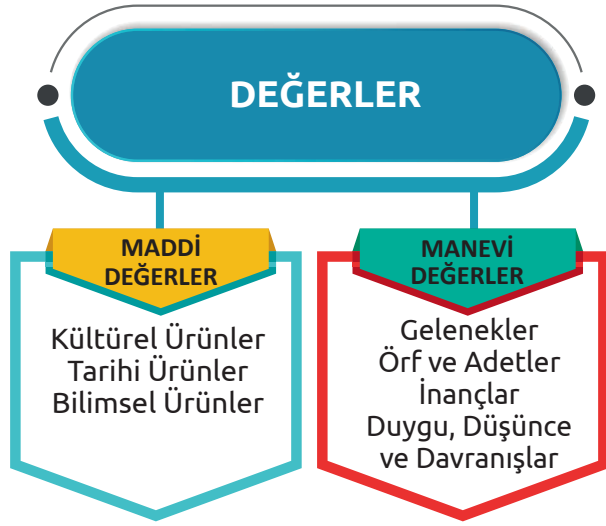 DEĞERLER
MADDİ
DEĞERLER
Kültürel Ürünler
Tarihi Ürünler
Bilimsel Ürünler
MANEVİ
DEĞERLER
Gelenekler
Örf ve Adetler
İnançlar
Duygu, Düşünce
ve Davranışlar